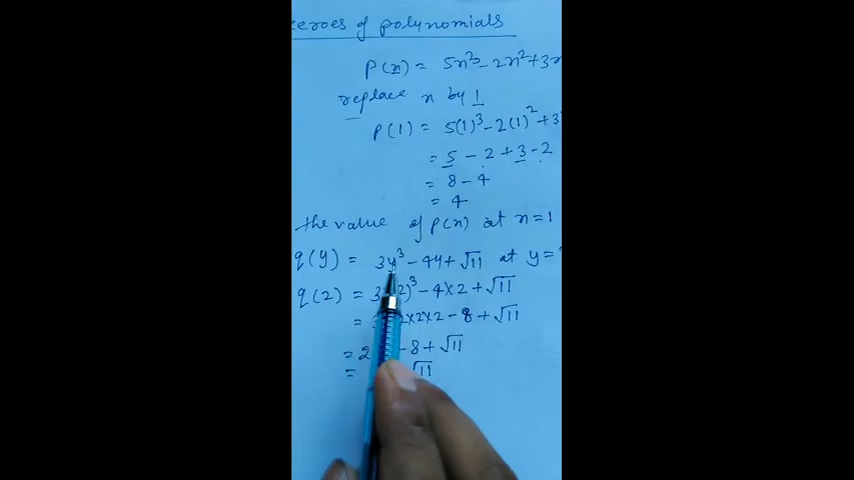 zeroes of polynomials
P(x) = 5x³ - 2x² + 3x
replace x by 1
P(1) = 5(1)³ - 2(1)² + 3
= 5 - 2 + 3 - 2
= 8 - 4
= 4
the value of P(x) at x = 1
q(y) = 3y³ - 4y + √11 at y =
q(2) = 3 2)³ - 4×2 + √11
= 2×2×2 - 8 + √11
= 2 - 8 + √11
= √11